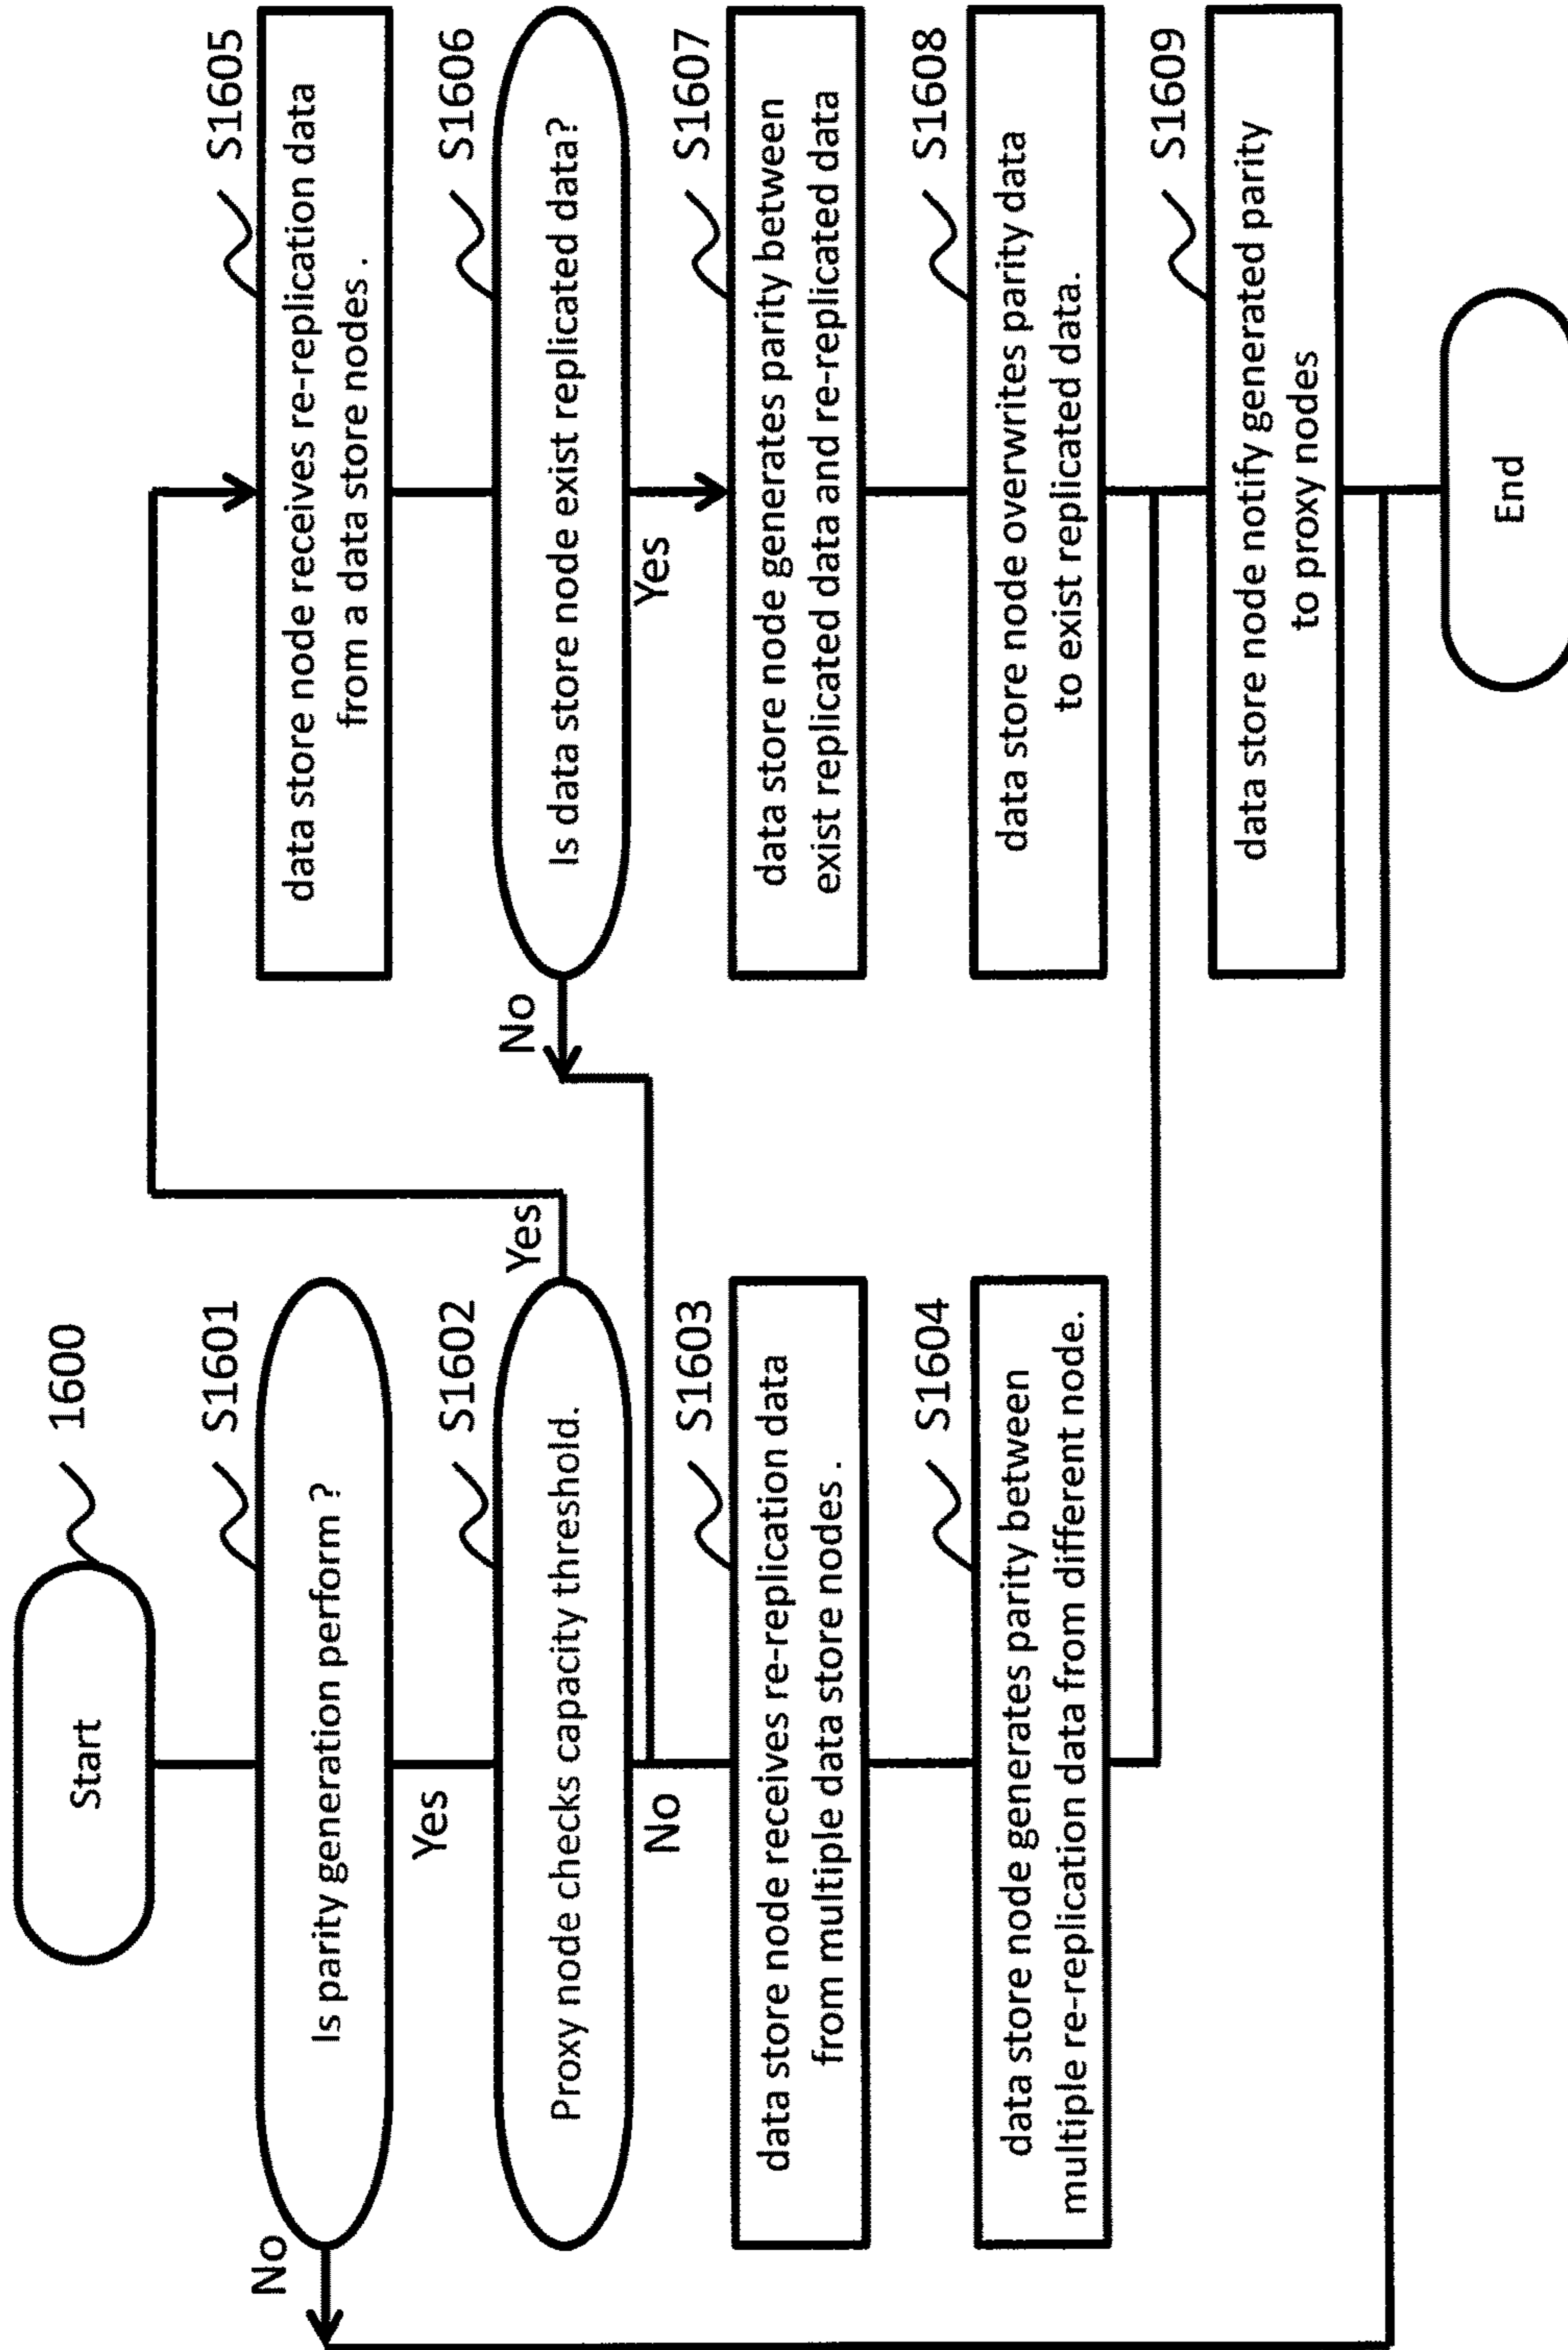 Start
1600
S1601
Is parity generation perform ?
No
Yes
S1602
Proxy node checks capacity threshold.
Yes
No
S1603
data store node receives re-replication data
from multiple data store nodes .
S1604
data store node generates parity between
multiple re-replication data from different node.
S1605
data store node receives re-replication data
from a data store nodes .
S1606
Is data store node exist replicated data?
No
Yes
S1607
data store node generates parity between
exist replicated data and re-replicated data
S1608
data store node overwrites parity data
to exist replicated data.
S1609
data store node notify generated parity
to proxy nodes
End